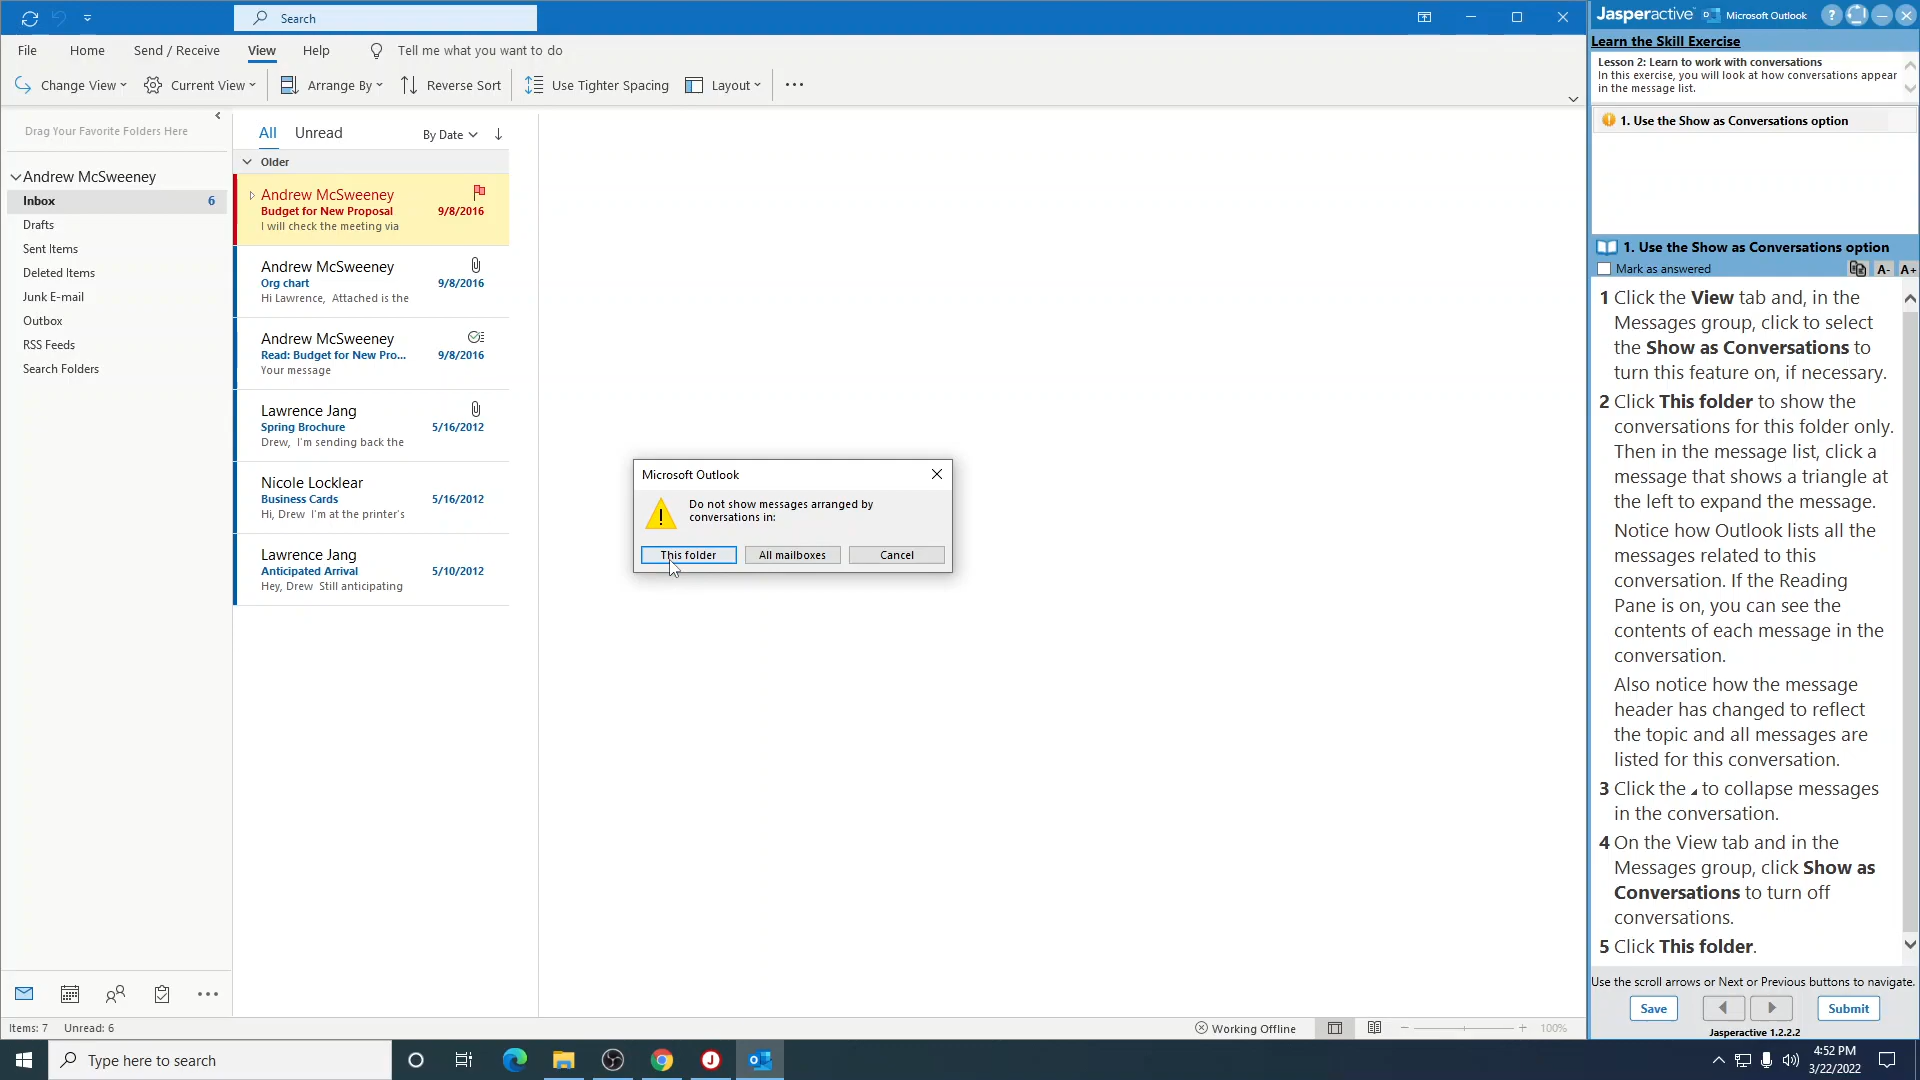 Search
File
Home
Send / Receive
View
Help
Tell me what you want to do
Change View
Current View
Arrange By
Reverse Sort
Use Tighter Spacing
Layout
Drag Your Favorite Folders Here
Andrew McSweeney
Inbox 6
Drafts
Sent Items
Deleted Items
Junk E-mail
Outbox
RSS Feeds
Search Folders
All Unread By Date
Older
Andrew McSweeney
Budget for New Proposal 9/8/2016
I will check the meeting via
Andrew McSweeney
Org chart 9/8/2016
Hi Lawrence, Attached is the
Andrew McSweeney
Read: Budget for New Pro... 9/8/2016
Your message
Lawrence Jang
Spring Brochure 5/16/2012
Drew, I'm sending back the
Nicole Locklear
Business Cards 5/16/2012
Hi, Drew I'm at the printer's
Lawrence Jang
Anticipated Arrival 5/10/2012
Hey, Drew Still anticipating
Microsoft Outlook
Do not show messages arranged by
conversations in:
This folder
All mailboxes
Cancel
Items: 7 Unread: 6
Working Offline
100%
Jasperactive Microsoft Outlook
Learn the Skill Exercise
Lesson 2: Learn to work with conversations
In this exercise, you will look at how conversations appear
in the message list.
1. Use the Show as Conversations option
1. Use the Show as Conversations option
Mark as answered A- A+
1 Click the View tab and, in the
Messages group, click to select
the Show as Conversations to
turn this feature on, if necessary.
2 Click This folder to show the
conversations for this folder only.
Then in the message list, click a
message that shows a triangle at
the left to expand the message.
Notice how Outlook lists all the
messages related to this
conversation. If the Reading
Pane is on, you can see the
contents of each message in the
conversation.
Also notice how the message
header has changed to reflect
the topic and all messages are
listed for this conversation.
3 Click the to collapse messages
in the conversation.
4 On the View tab and in the
Messages group, click Show as
Conversations to turn off
conversations.
5 Click This folder.
Use the scroll arrows or Next or Previous buttons to navigate.
Save
Submit
Jasperactive 1.2.2.2
Type here to search
4:52 PM
3/22/2022